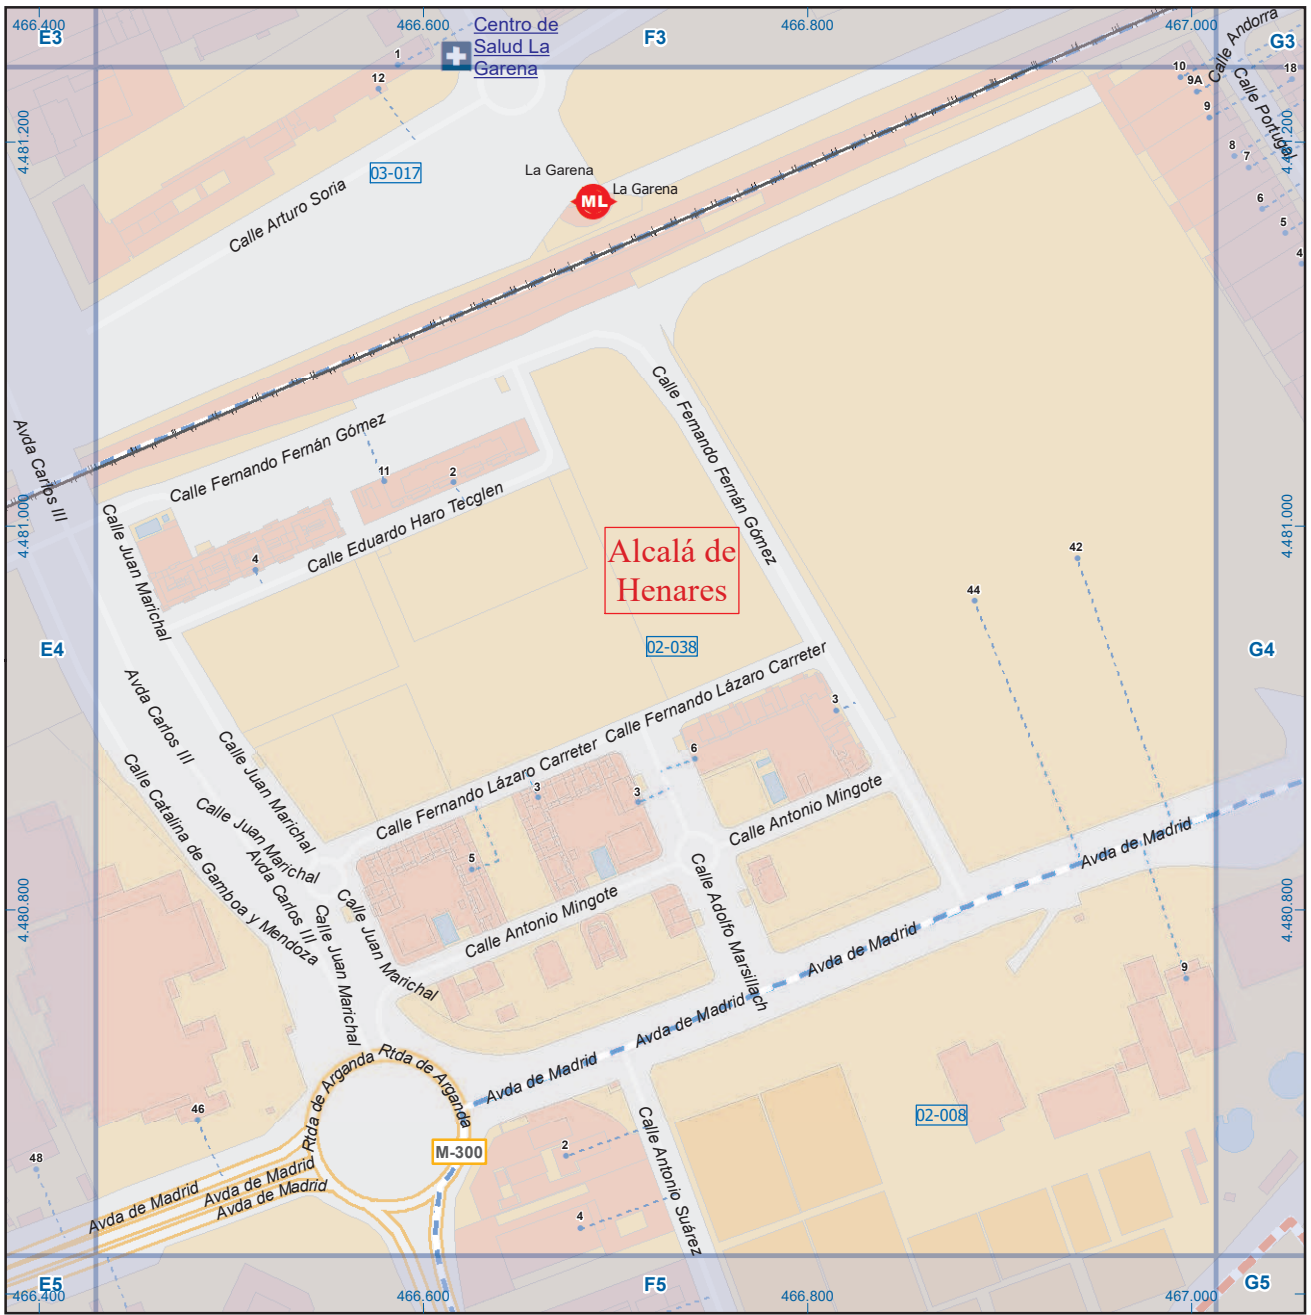 466.400
466.600
466.800
467.000
E3
F3
G3
Centro de
Salud La
Garena
1
12
10
9A
9
18
8
7
6
5
4
Calle Andorra
Calle Portugal
4.481.200
4.481.200
03-017
La Garena
ML
La Garena
Calle Arturo Soria
Avda Carlos III
Calle Fernando Fernán Gómez
11
2
Calle Eduardo Haro Tecglen
4
Calle Juan Marichal
Calle Fernando Fernán Gómez
4.481.000
4.481.000
Alcalá de
Henares
42
44
02-038
E4
G4
Calle Fernando Lázaro Carreter
Calle Fernando Lázaro Carreter
3
6
3
3
5
Avda Carlos III
Calle Juan Marichal
Calle Catalina de Gamboa y Mendoza
Calle Juan Marichal
Avda Carlos III
Calle Juan Marichal
Calle Juan Marichal
Calle Antonio Mingote
Calle Antonio Mingote
Calle Adolfo Marsillach
Avda de Madrid
Avda de Madrid
Avda de Madrid
Avda de Madrid
4.480.800
4.480.800
9
Rtda de Arganda
Rtda de Arganda
02-008
46
48
M-300
2
4
Calle Antonio Suárez
Avda de Madrid
Avda de Madrid
Avda de Madrid
E5
F5
G5
466.400
466.600
466.800
467.000